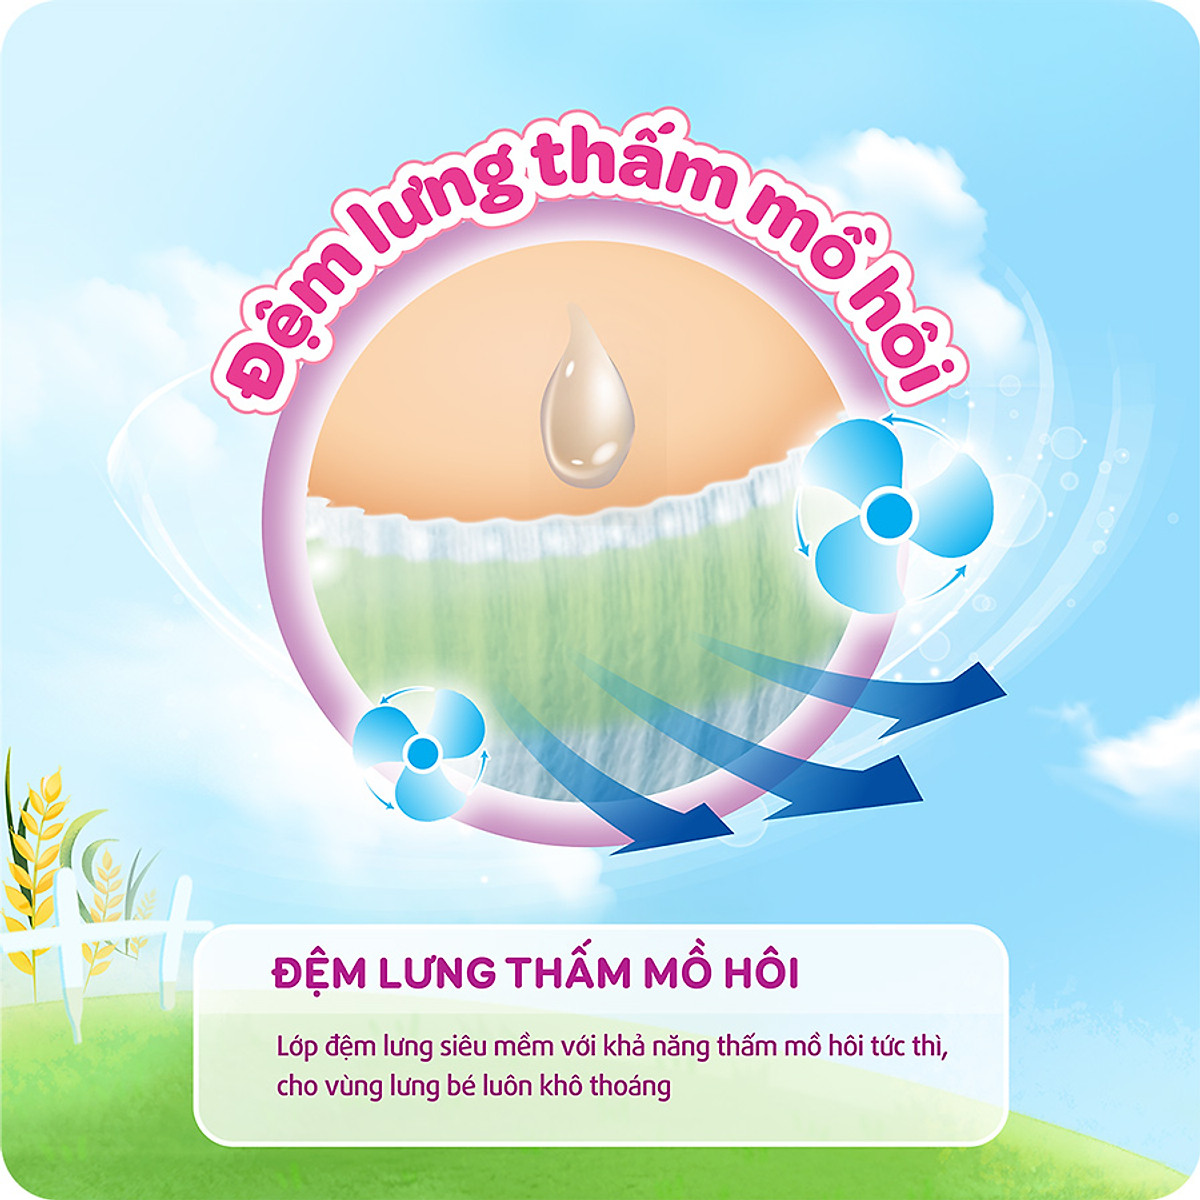 Đệm lưng thấm mồ hôi
ĐỆM LƯNG THẤM MỒ HÔI
Lớp đệm lưng siêu mềm với khả năng thấm mồ hôi tức thì,
cho vùng lưng bé luôn khô thoáng